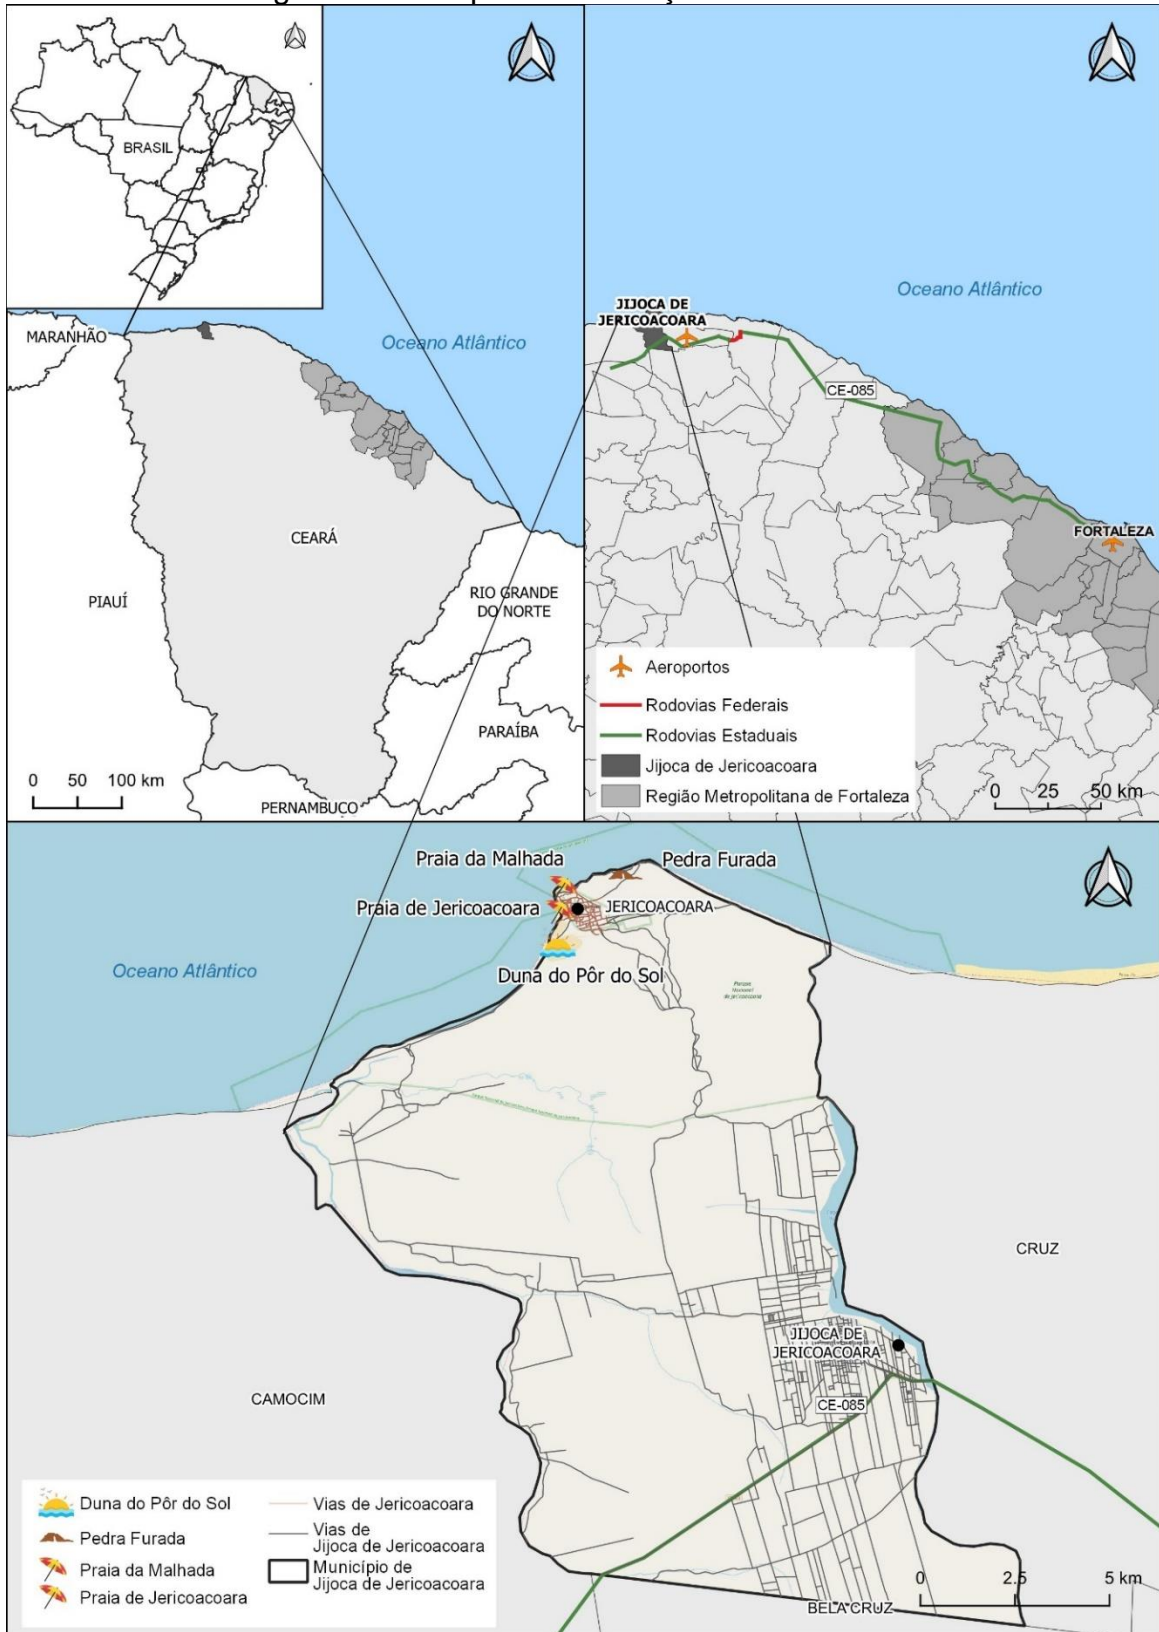 BRASIL
MARANHÃO
Oceano Atlântico
CEARÁ
PIAUÍ
RIO GRANDE
DO NORTE
PARAÍBA
PERNAMBUCO
0 50 100 km
Oceano Atlântico
JIJOCA DE
JERICOACOARA
CE-085
FORTALEZA
Aeroportos
Rodovias Federais
Rodovias Estaduais
Jijoca de Jericoacoara
Região Metropolitana de Fortaleza
0 25 50 km
Praia da Malhada
Pedra Furada
Praia de Jericoacoara
JERICOACOARA
Oceano Atlântico
Duna do Pôr do Sol
Parque
Nacional
de Jericoacoara
CRUZ
JIJOCA DE
JERICOACOARA
CAMOCIM
CE-085
Duna do Pôr do Sol
Pedra Furada
Praia da Malhada
Praia de Jericoacoara
Vias de Jericoacoara
Vias de
Jijoca de Jericoacoara
Município de
Jijoca de Jericoacoara
0 2.5 5 km
BELA CRUZ